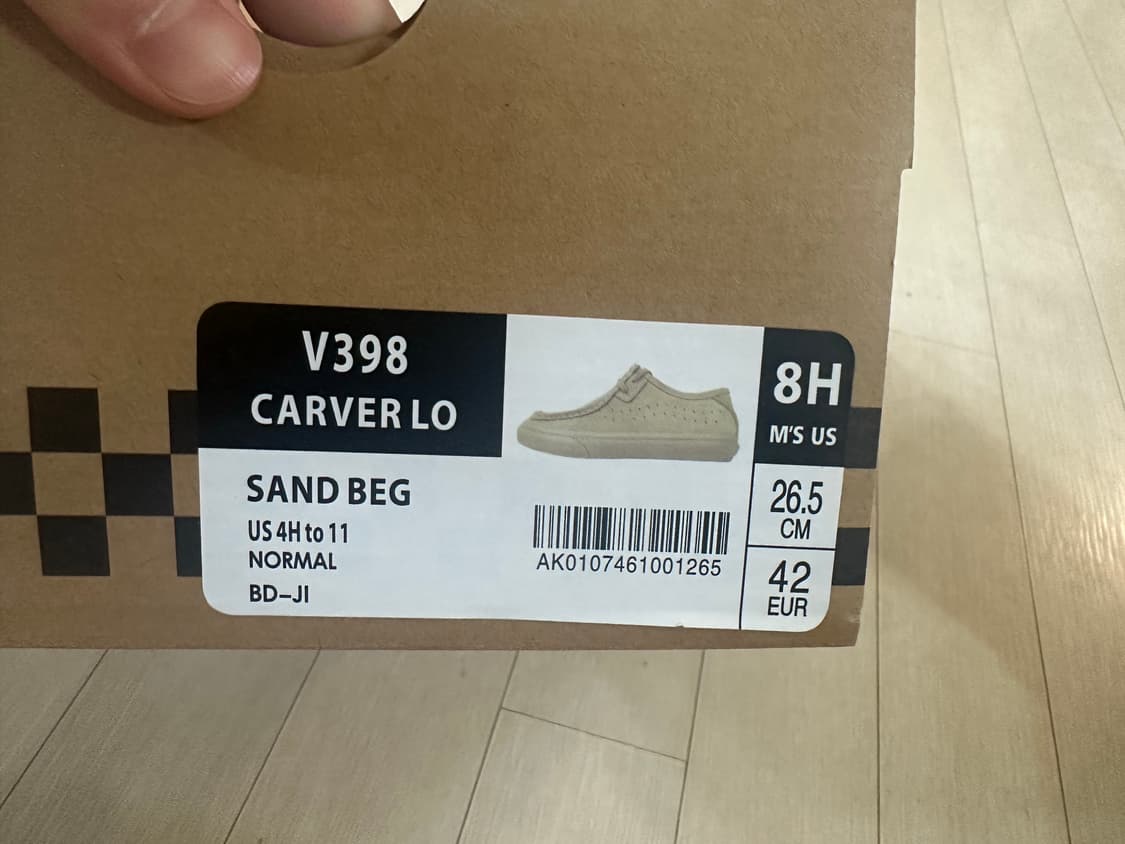 V398
CARVER LO
SAND BEG
US 4H to 11
NORMAL
BD-JI
AK0107461001265
8H
M'S US
26.5
CM
42
EUR